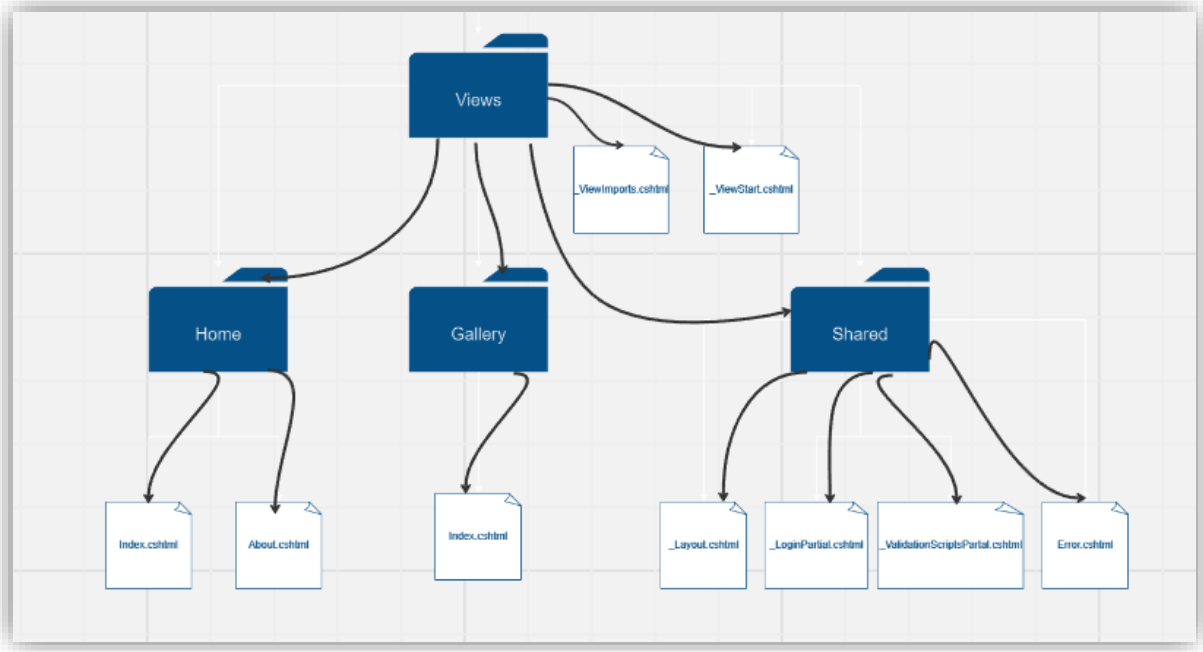 Views
_ViewImports.cshtml
_ViewStart.cshtml
Home
Gallery
Shared
Index.cshtml
About.cshtml
Index.cshtml
_Layout.cshtml
_LoginPartial.cshtml
_ValidationScriptsPartal.cshtml
Error.cshtml